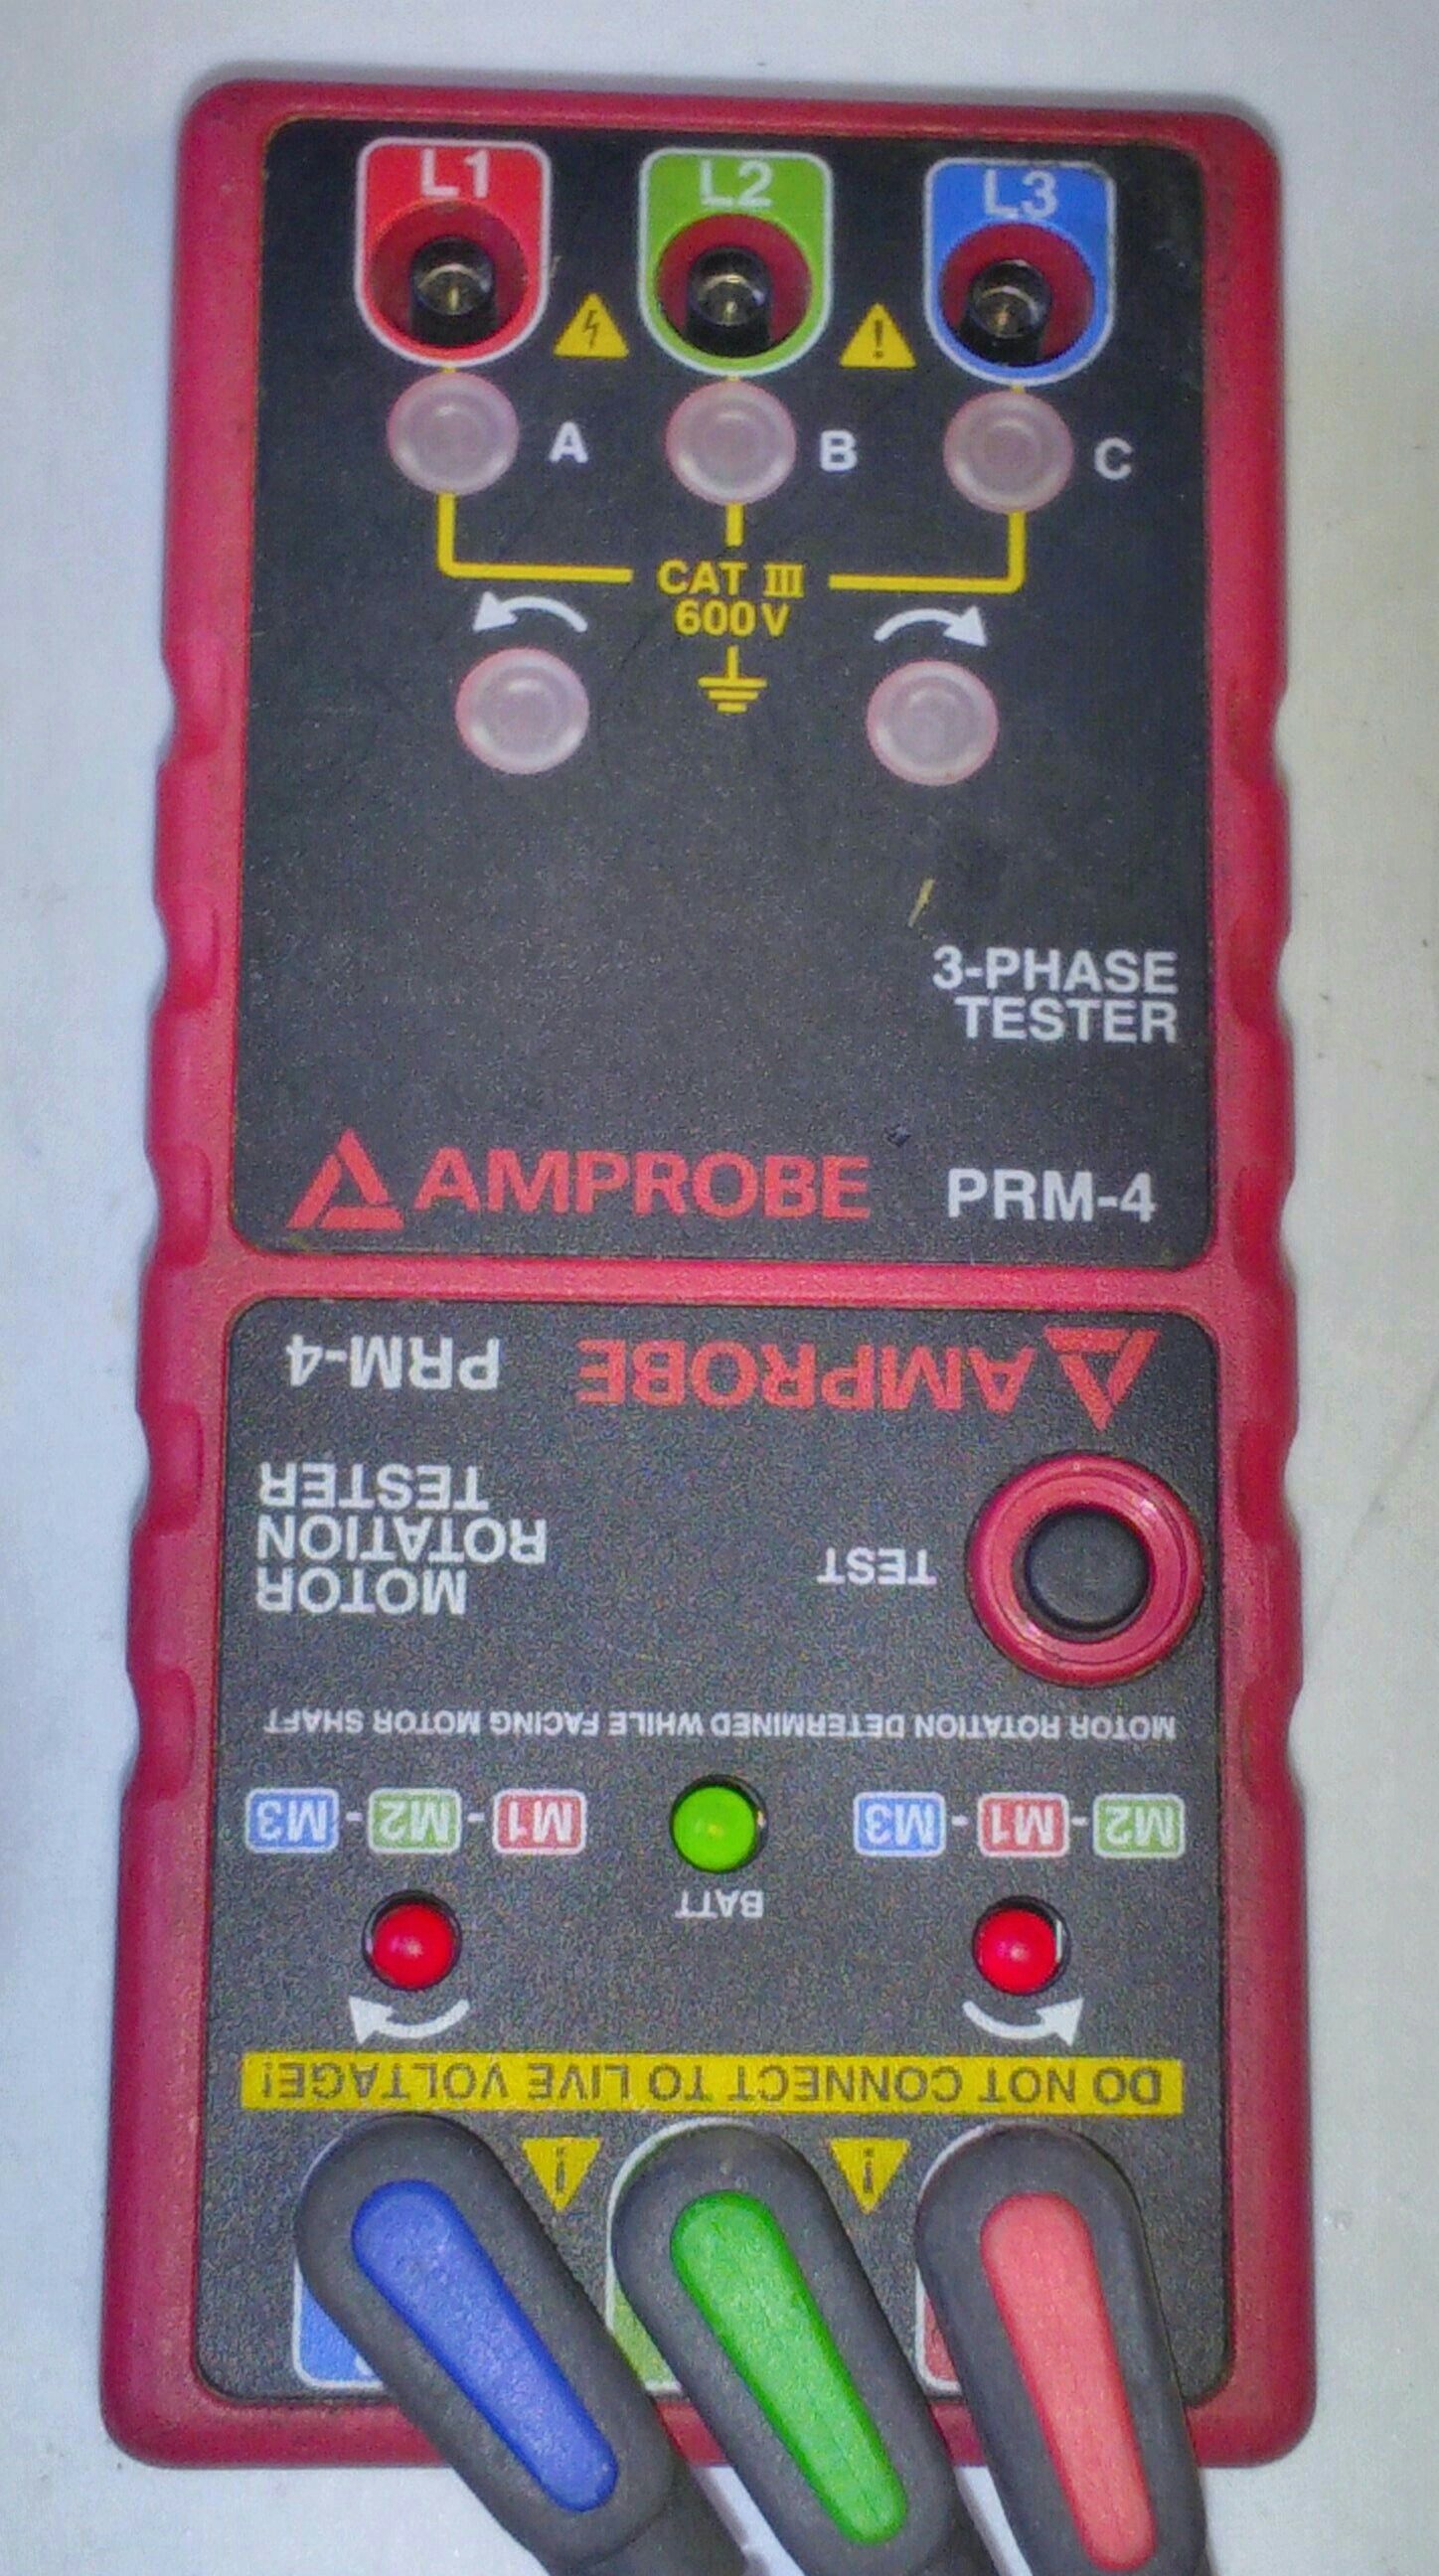 L1 L2 L3
A B C
CAT III
600V
3-PHASE
TESTER
AMPROBE PRM-4
DO NOT CONNECT TO LIVE VOLTAGE!
BATT
M2-M1-M3 M1-M2-M3
MOTOR ROTATION DETERMINED WHILE FACING MOTOR SHAFT
TEST
MOTOR
ROTATION
TESTER
AMPROBE PRM-4